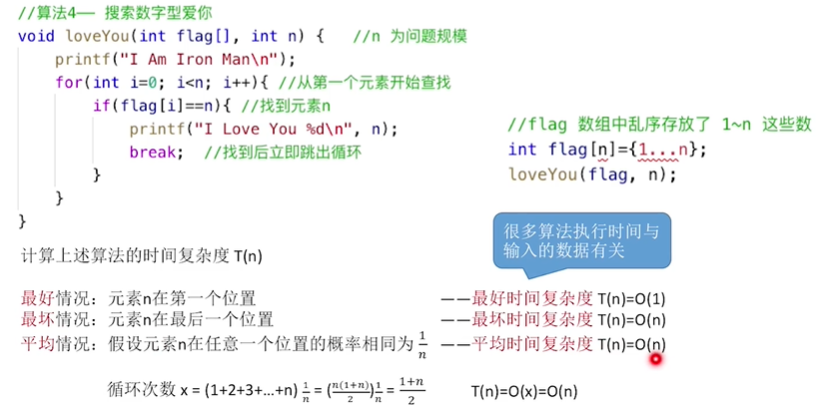 //算法4—— 搜索数字型爱你
void loveYou(int flag[], int n) {   //n 为问题规模
    printf("I Am Iron Man\n");
    for(int i=0; i<n; i++){ //从第一个元素开始查找
        if(flag[i]==n){ //找到元素n
            printf("I Love You %d\n", n);
            break;  //找到后立即跳出循环
        }
    }
}
//flag 数组中乱序存放了 1~n 这些数
int flag[n]={1...n};
loveYou(flag, n);
很多算法执行时间与
输入的数据有关
计算上述算法的时间复杂度 T(n)
最好情况：元素n在第一个位置 ——最好时间复杂度 T(n)=O(1)
最坏情况：元素n在最后一个位置 ——最坏时间复杂度 T(n)=O(n)
平均情况：假设元素n在任意一个位置的概率相同为 1/n ——平均时间复杂度 T(n)=O(n)
循环次数 x = (1+2+3+...+n) 1/n = (n(1+n)/2) 1/n = 1+n/2 T(n)=O(x)=O(n)